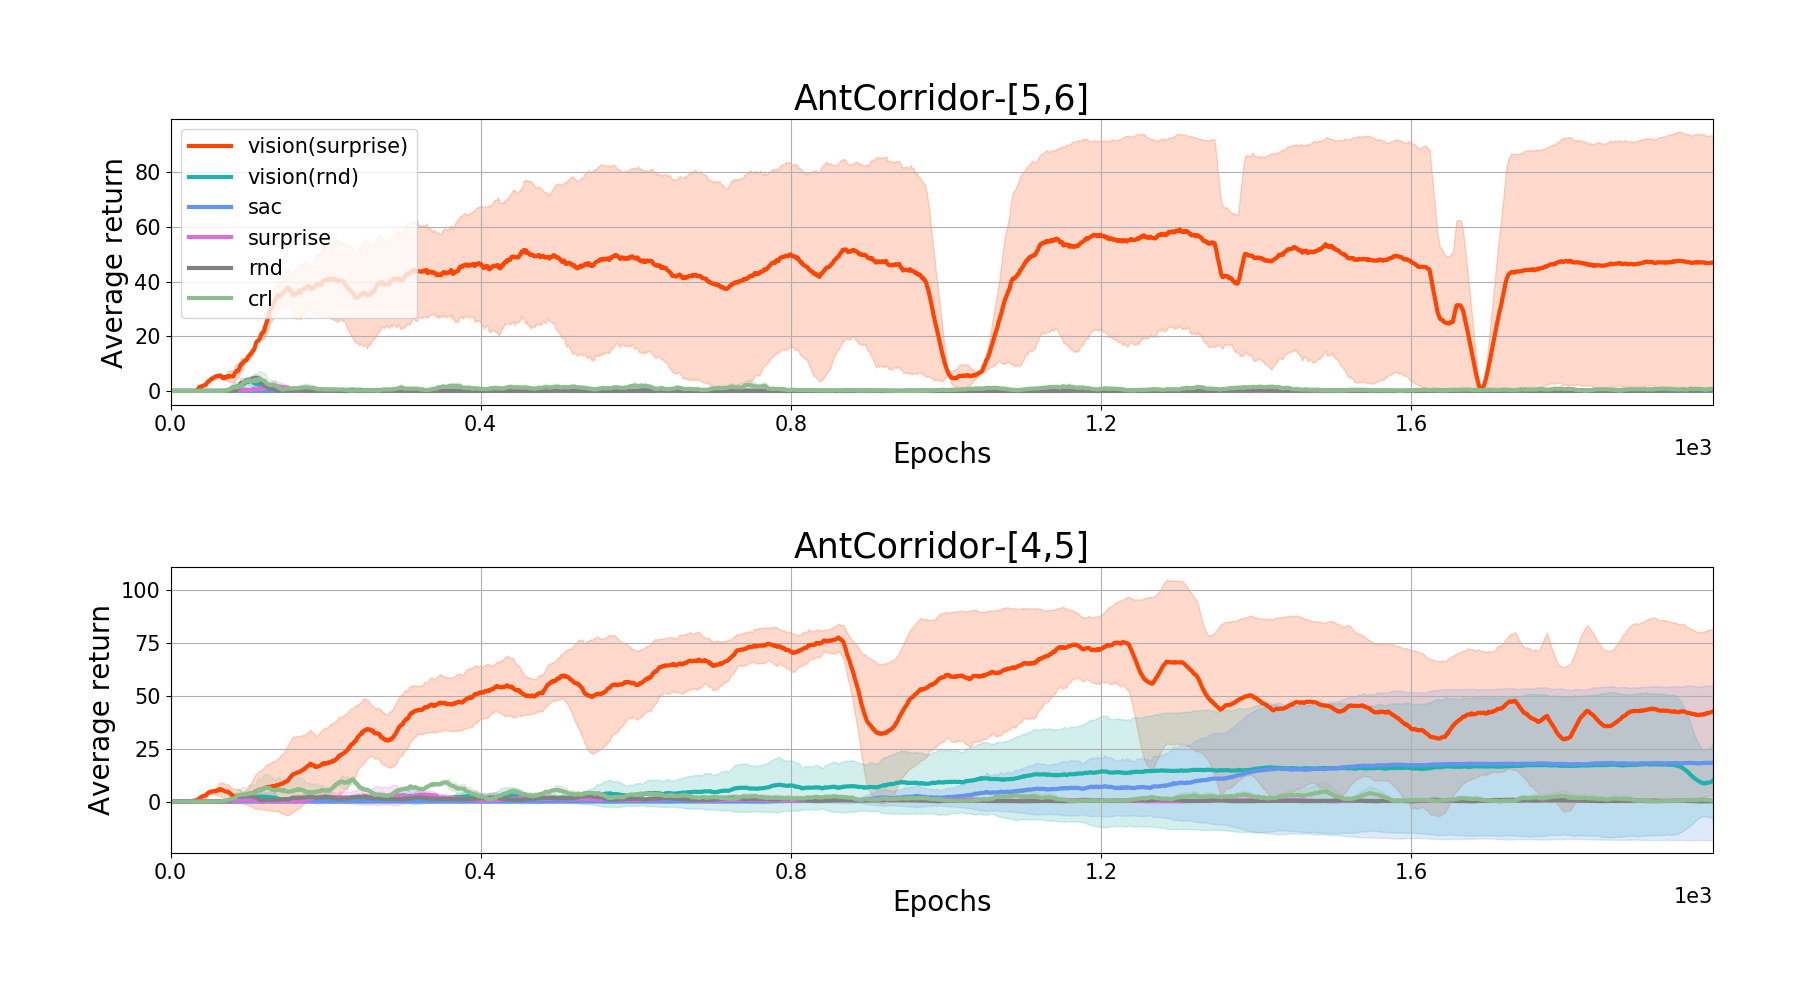 AntCorridor-[5,6]
Average return
80
60
40
20
0
vision(surprise)
vision(rnd)
sac
surprise
rnd
crl
0.0 0.4 0.8 1.2 1.6
1e3
Epochs
AntCorridor-[4,5]
Average return
100
75
50
25
0
0.0 0.4 0.8 1.2 1.6
1e3
Epochs